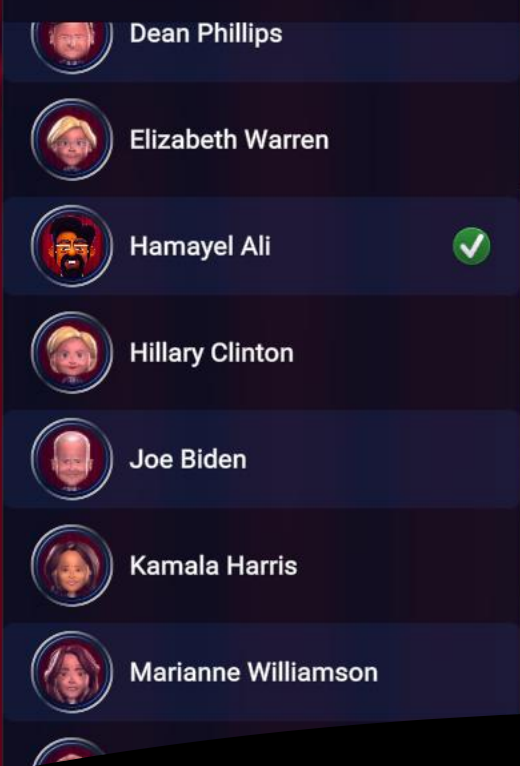 Dean Phillips
Elizabeth Warren
Hamayel Ali
Hillary Clinton
Joe Biden
Kamala Harris
Marianne Williamson